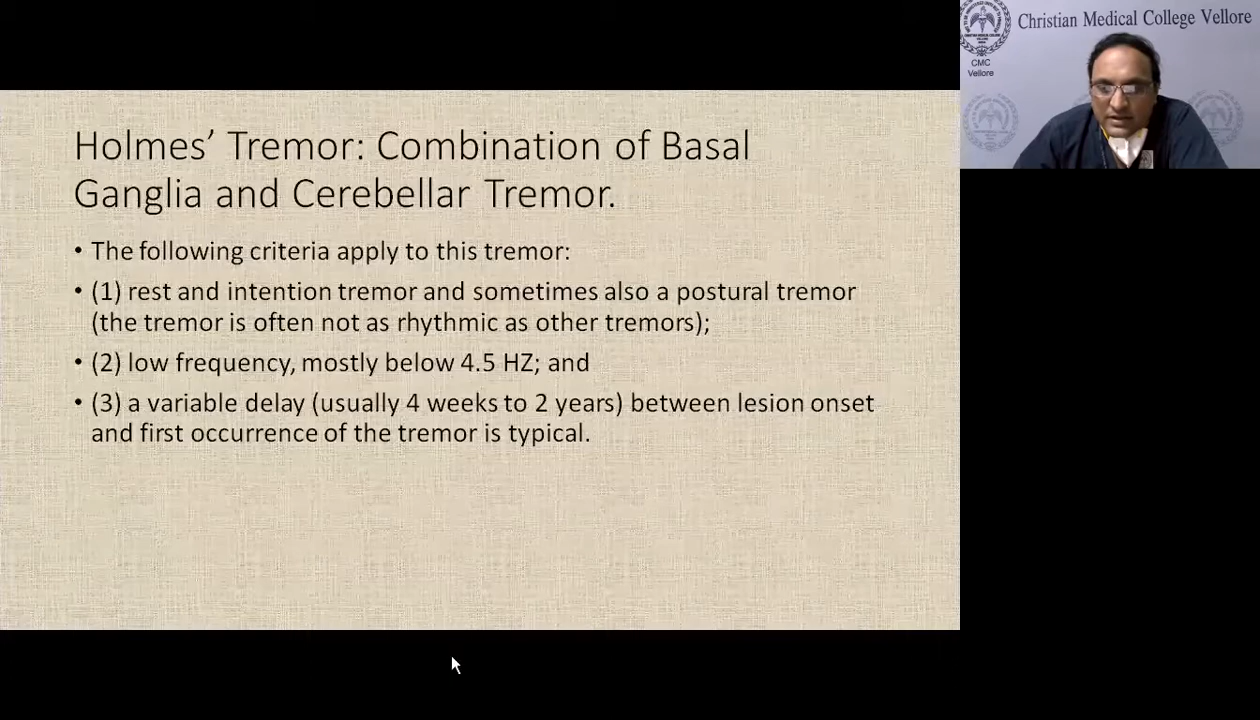 Christian Medical College Vellore
CMC
Vellore
Holmes’ Tremor: Combination of Basal
Ganglia and Cerebellar Tremor.
• The following criteria apply to this tremor:
• (1) rest and intention tremor and sometimes also a postural tremor
(the tremor is often not as rhythmic as other tremors);
• (2) low frequency, mostly below 4.5 HZ; and
• (3) a variable delay (usually 4 weeks to 2 years) between lesion onset
and first occurrence of the tremor is typical.